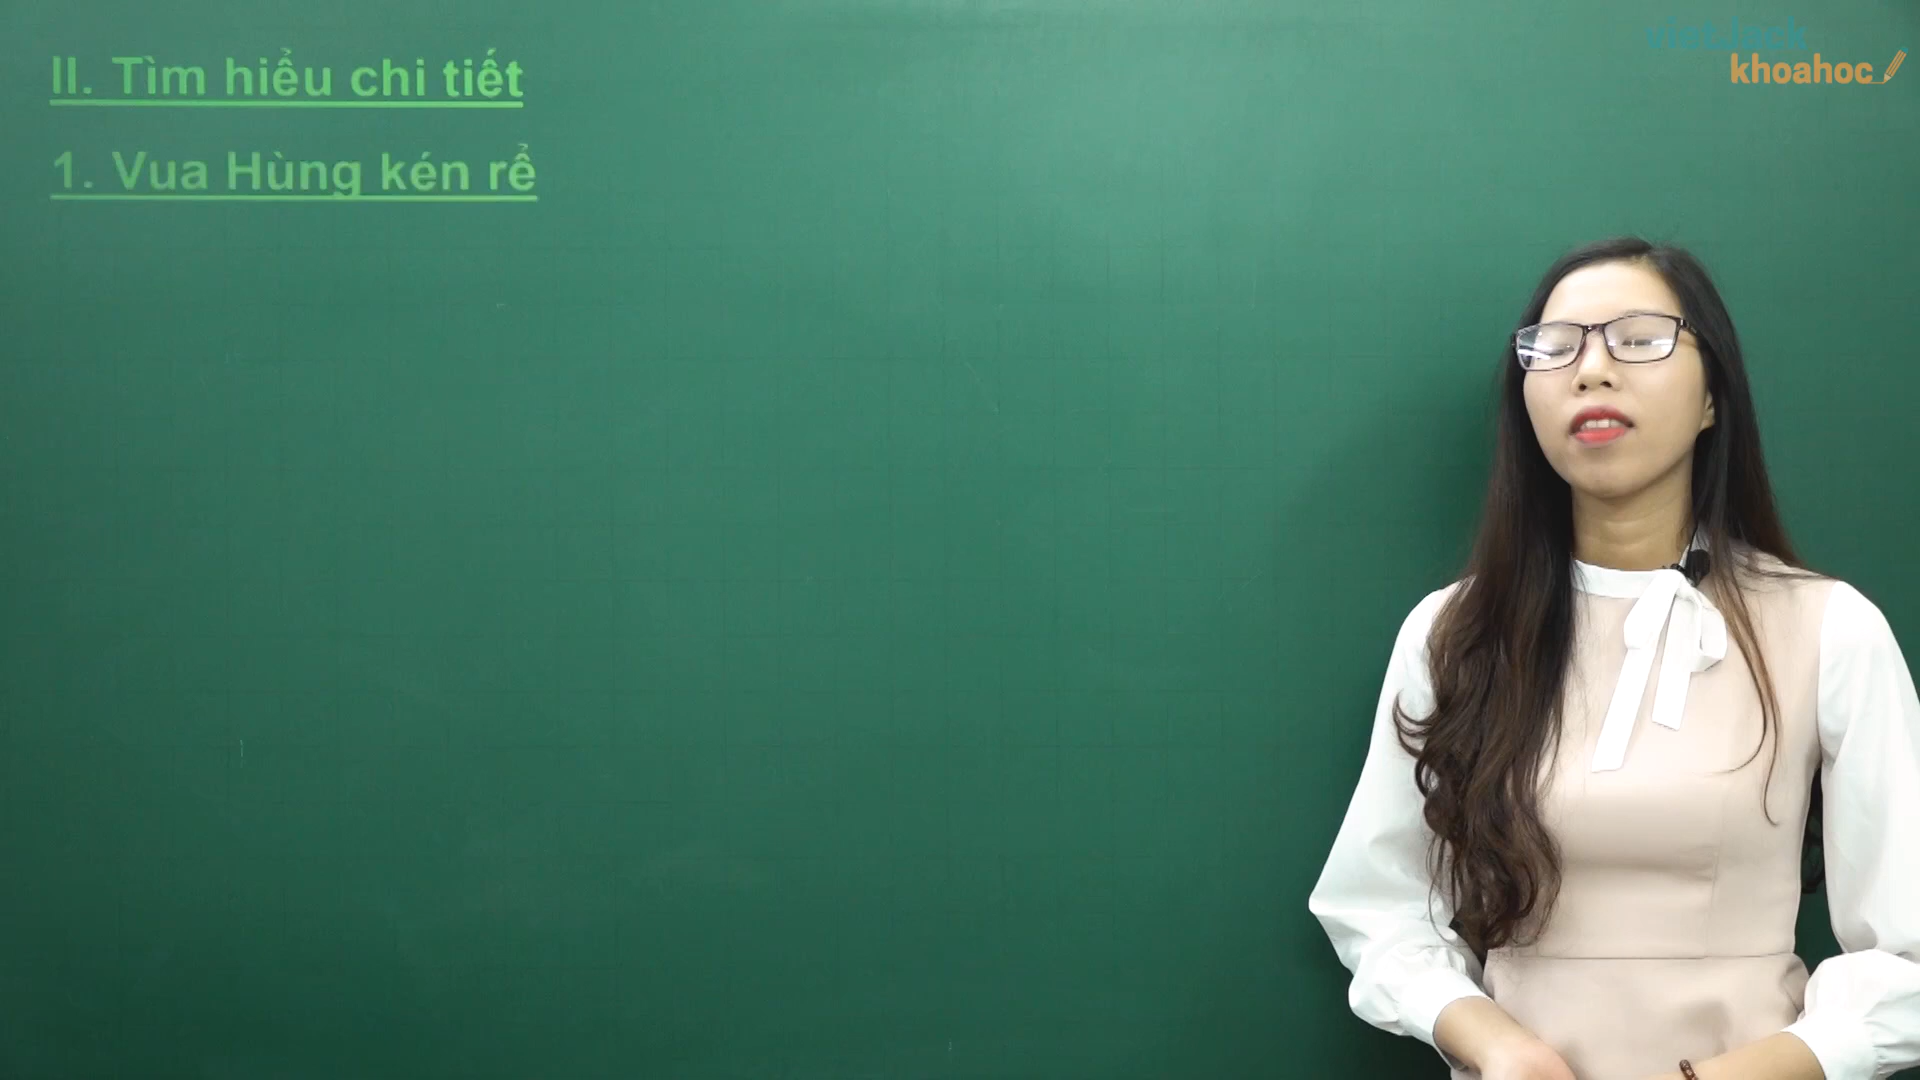 vietjack
khoahoc
II. Tìm hiểu chi tiết
1. Vua Hùng kén rể